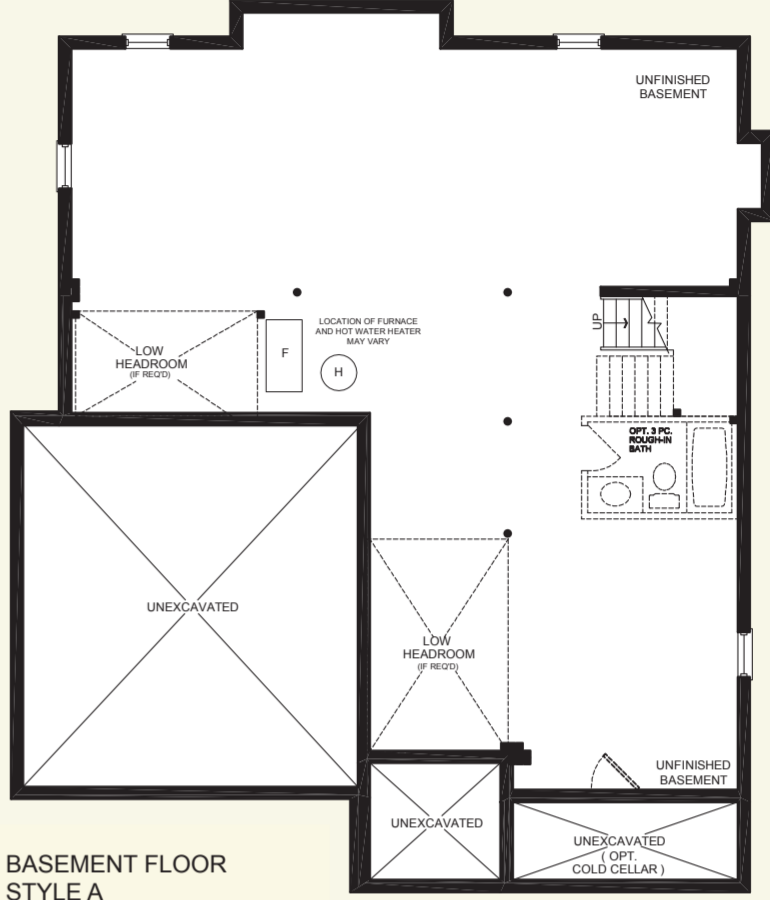 UNFINISHED
BASEMENT
LOCATION OF FURNACE
AND HOT WATER HEATER
MAY VARY
UP
LOW
HEADROOM
(IF REQ'D)
F
H
OPT. 3 PC.
ROUGH-IN
BATH
UNEXCAVATED
LOW
HEADROOM
(IF REQ'D)
UNFINISHED
BASEMENT
UNEXCAVATED
UNEXCAVATED
( OPT.
COLD CELLAR )
BASEMENT FLOOR
STYLE A